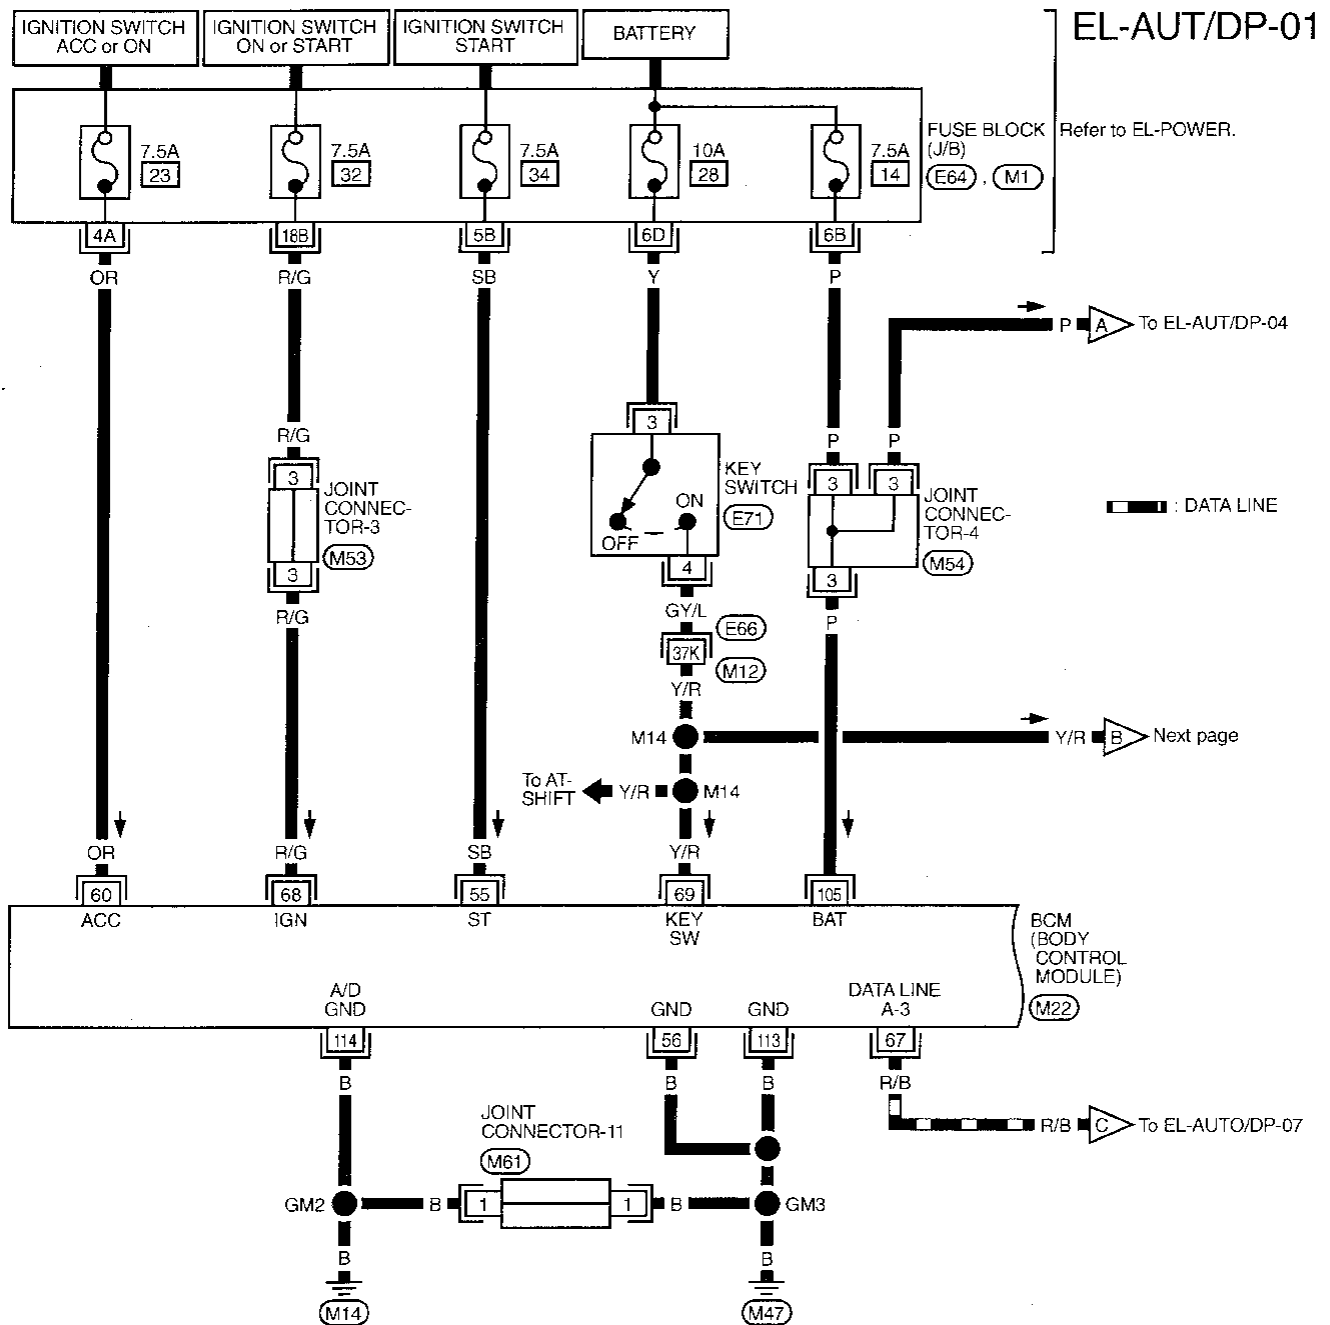 EL-AUT/DP-01
IGNITION SWITCH
ACC or ON
IGNITION SWITCH
ON or START
IGNITION SWITCH
START
BATTERY
7.5A
23
7.5A
32
7.5A
34
10A
28
7.5A
14
FUSE BLOCK
(J/B)
E64 , M1
Refer to EL-POWER.
4A
18B
5B
6D
6B
OR
R/G
SB
Y
P
P
A
To EL-AUT/DP-04
R/G
3
JOINT
CONNEC-
TOR-3
M53
3
R/G
3
KEY
SWITCH
E71
ON
OFF
4
GY/L
E66
37K
M12
Y/R
P
P
3
3
JOINT
CONNEC-
TOR-4
M54
3
P
: DATA LINE
M14
Y/R
B
Next page
To AT-
SHIFT
Y/R
M14
OR
R/G
SB
Y/R
60
68
55
69
105
ACC
IGN
ST
KEY
SW
BAT
BCM
(BODY
CONTROL
MODULE)
M22
A/D
GND
GND
GND
DATA LINE
A-3
114
56
113
67
B
B
B
R/B
R/B
C
To EL-AUTO/DP-07
JOINT
CONNECTOR-11
M61
GM2
B
1
1
B
GM3
B
B
M14
M47